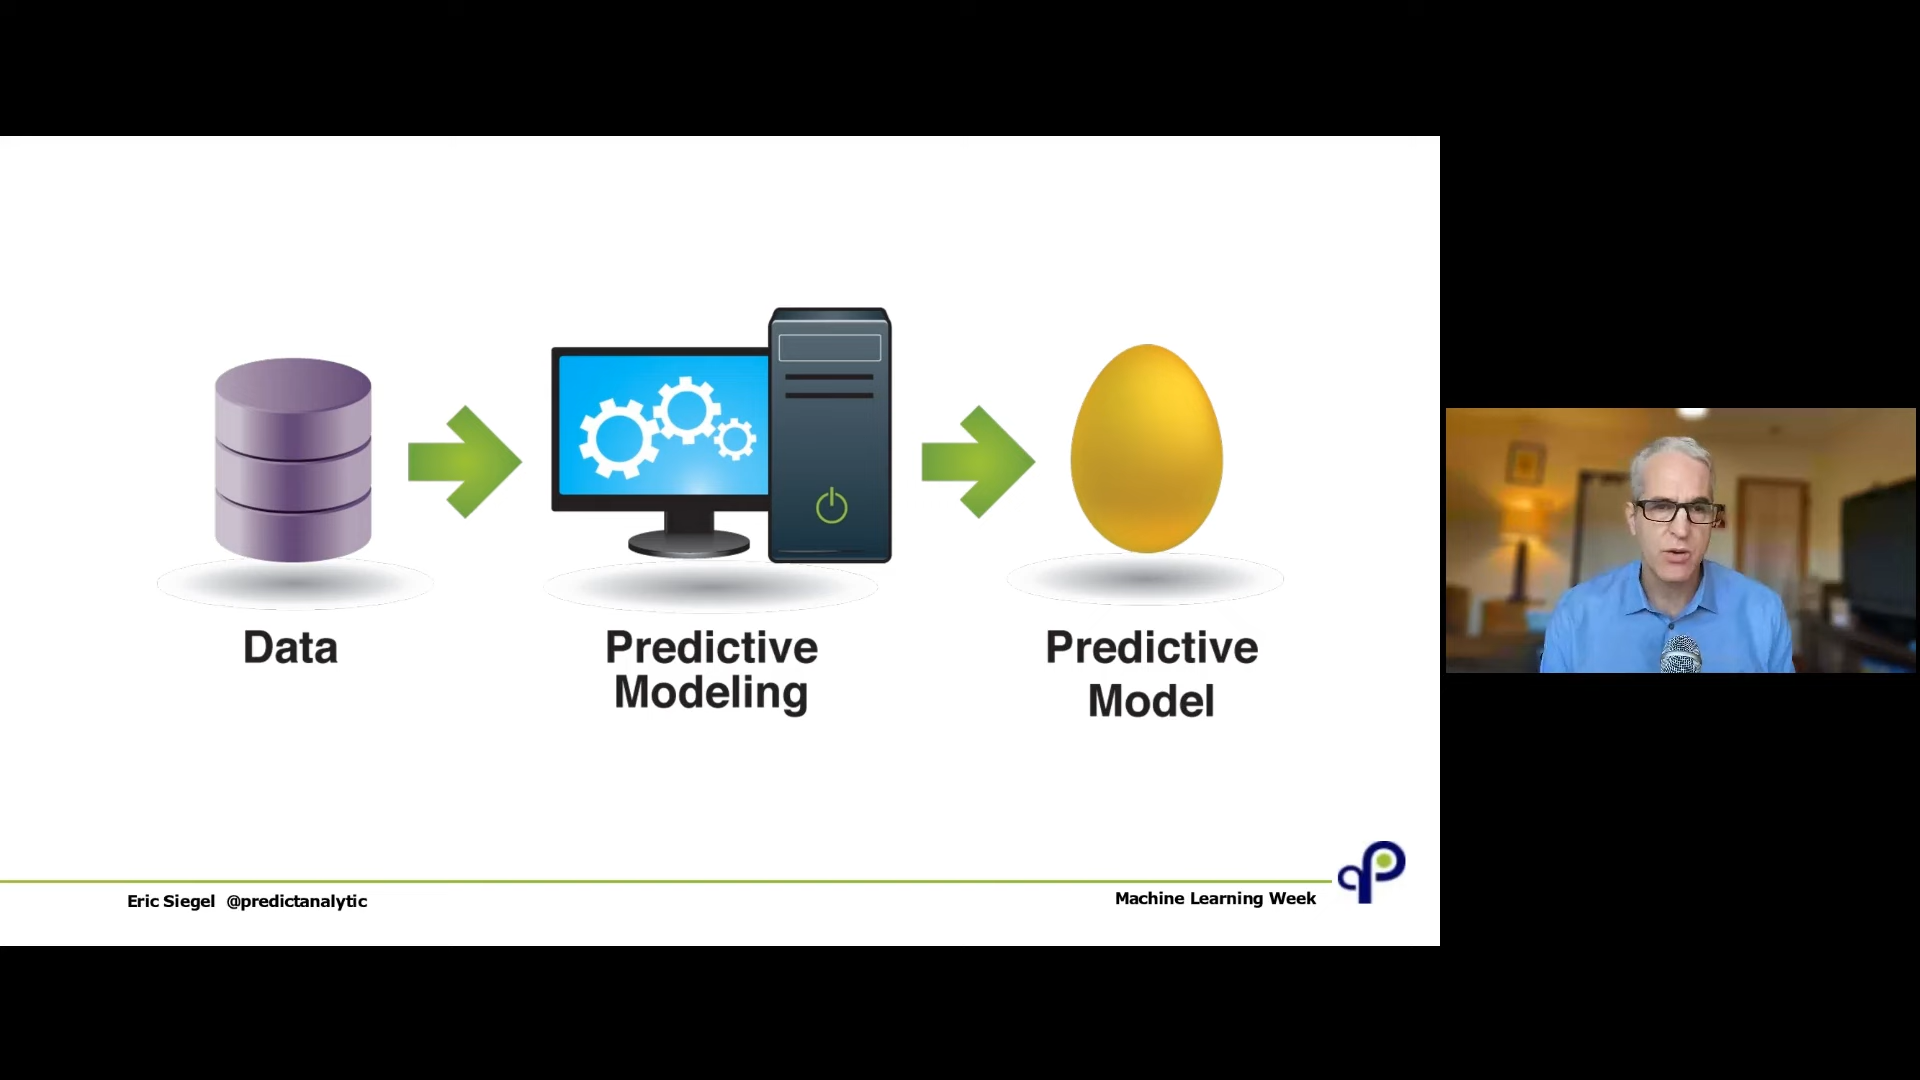 Data
Predictive
Modeling
Predictive
Model
Eric Siegel @predictanalytic
Machine Learning Week